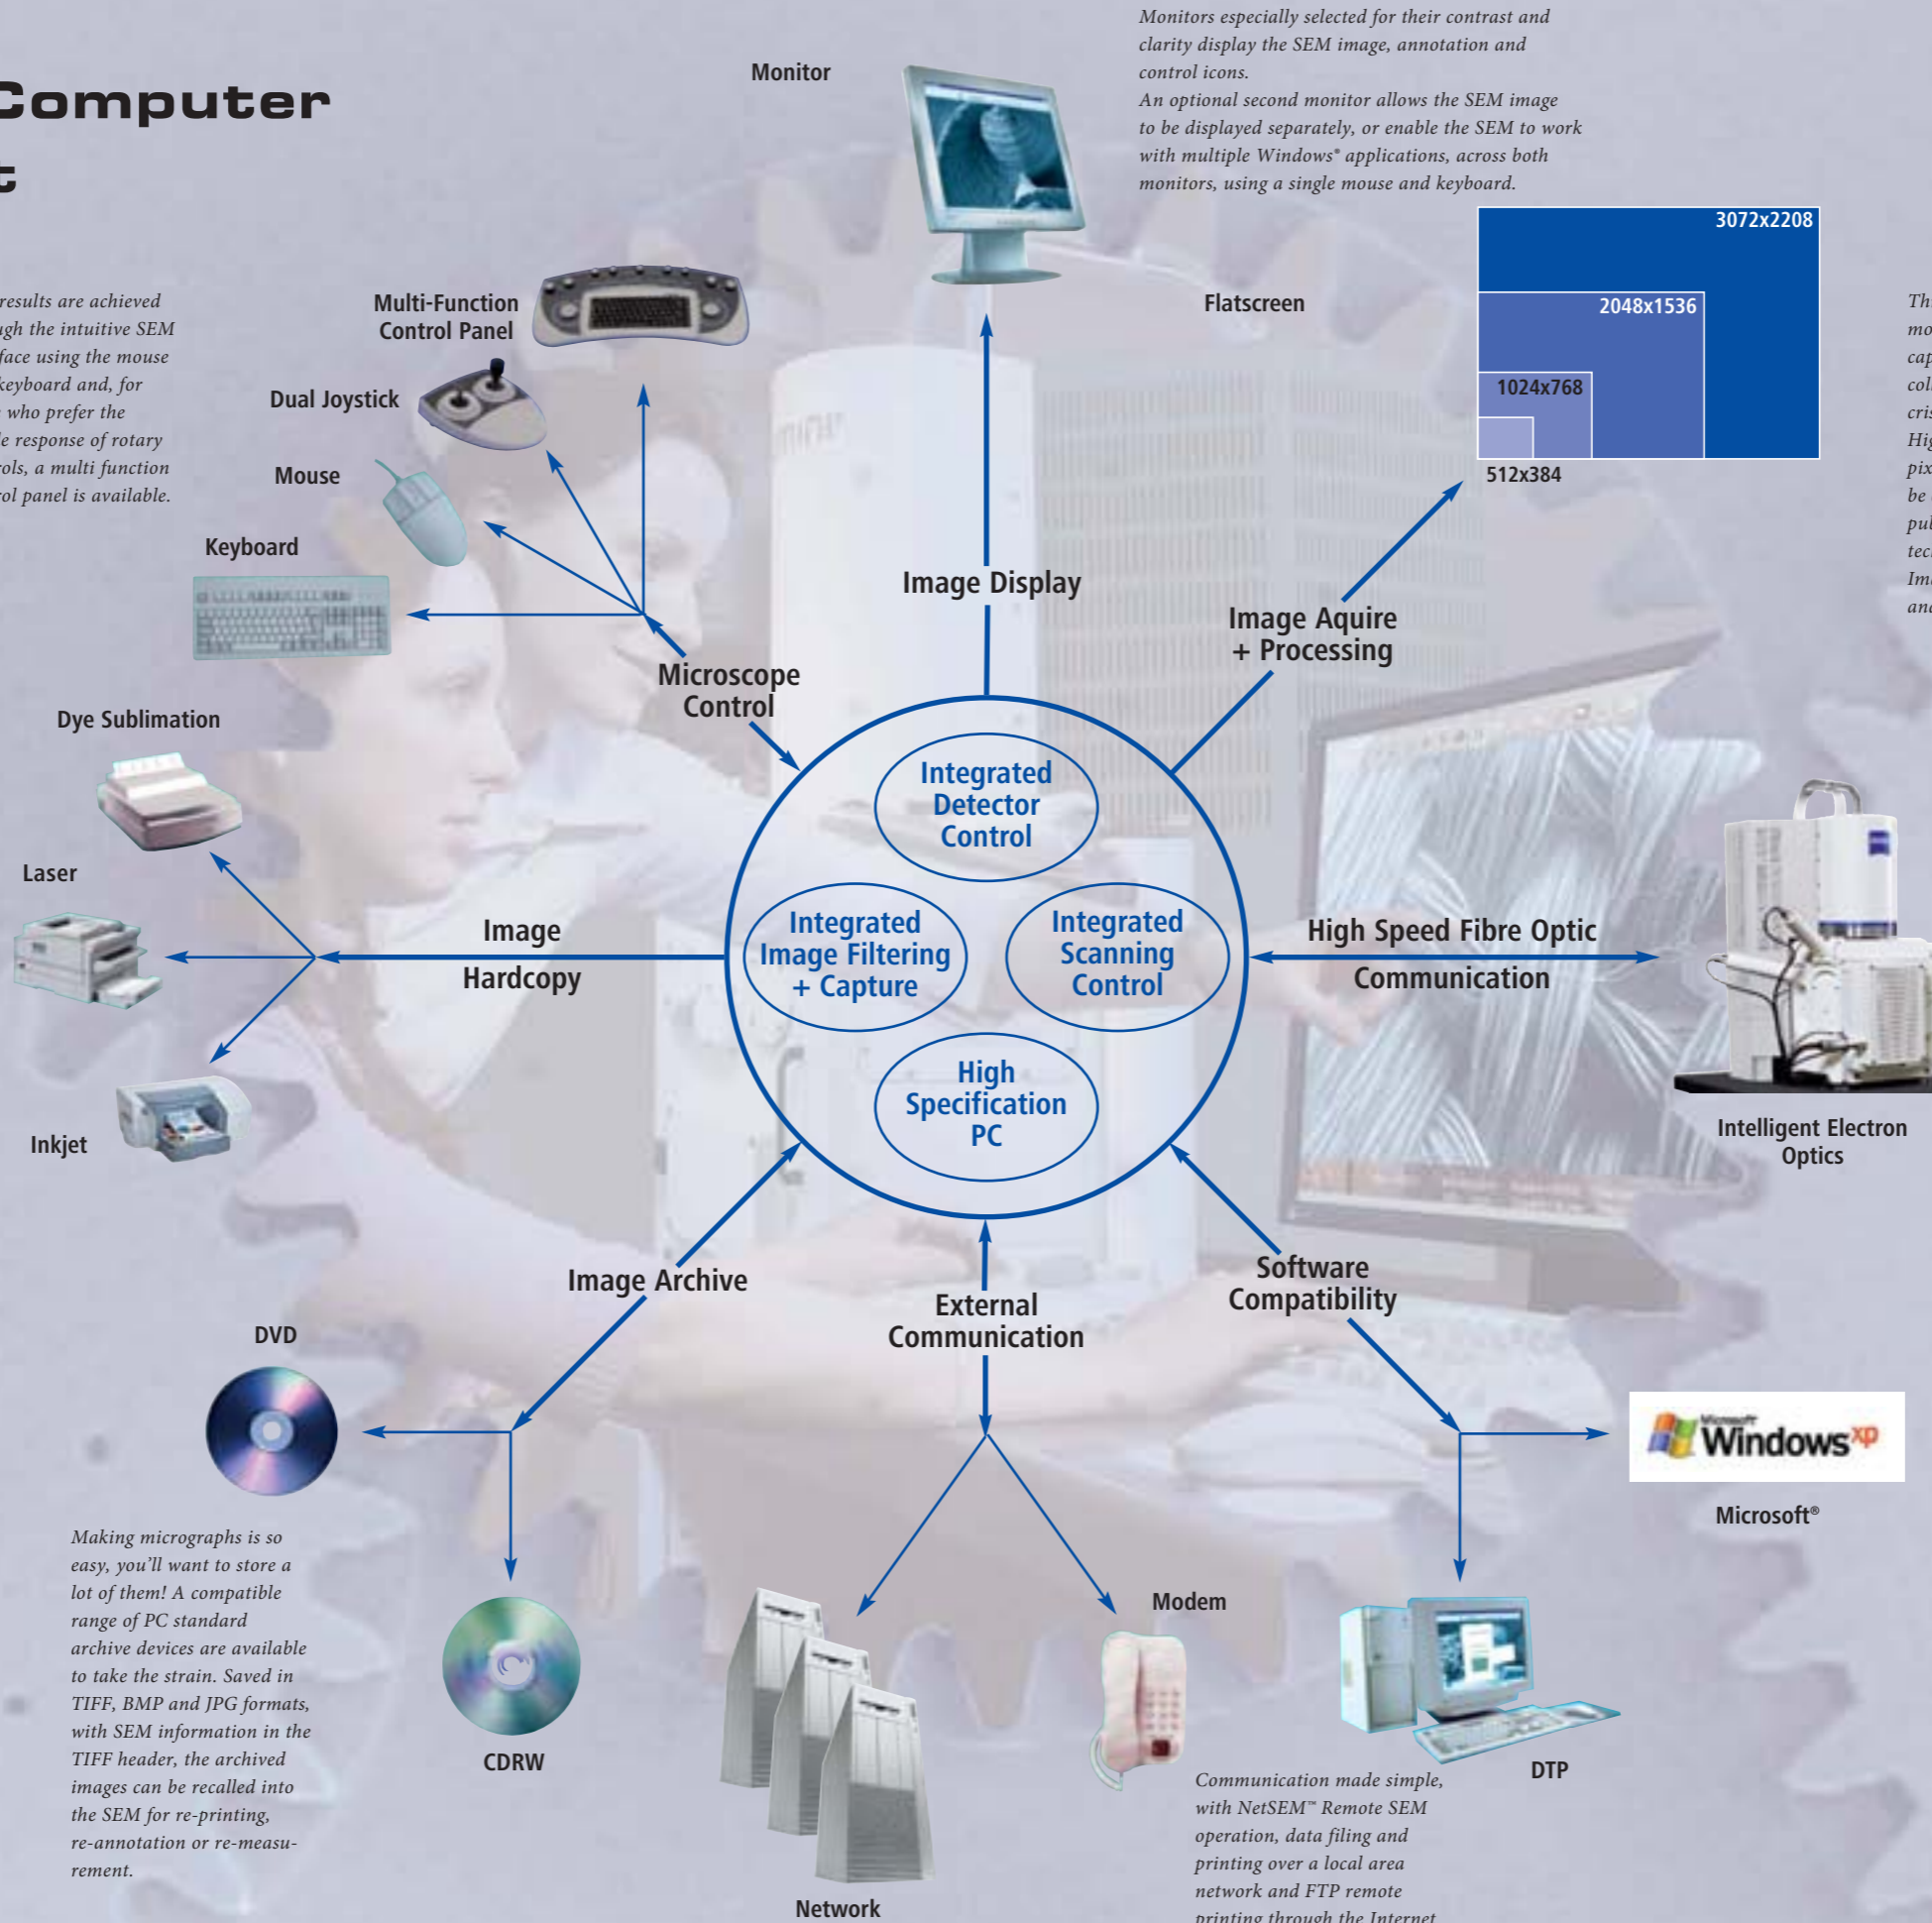 Computer
results are achieved
the intuitive SEM
using the mouse
keyboard and, for
who prefer the
response of rotary
a multi function
panel is available.
Monitor
Monitors especially selected for their contrast and
clarity display the SEM image, annotation and
control icons.
An optional second monitor allows the SEM image
to be displayed separately, or enable the SEM to work
with multiple Windows® applications, across both
monitors, using a single mouse and keyboard.
Flatscreen
3072x2208
2048x1536
1024x768
512x384
Multi-Function
Control Panel
Dual Joystick
Mouse
Keyboard
Microscope
Control
Image Display
Image Aquire
+ Processing
Dye Sublimation
Laser
Inkjet
Image
Hardcopy
Integrated
Detector
Control
Integrated
Image Filtering
+ Capture
Integrated
Scanning
Control
High
Specification
PC
High Speed Fibre Optic
Communication
Intelligent Electron
Optics
Image Archive
External
Communication
Software
Compatibility
DVD
Making micrographs is so
easy, you'll want to store a
lot of them! A compatible
range of PC standard
archive devices are available
to take the strain. Saved in
TIFF, BMP and JPG formats,
with SEM information in the
TIFF header, the archived
images can be recalled into
the SEM for re-printing,
re-annotation or re-measu-
rement.
CDRW
Network
Modem
Communication made simple,
with NetSEM™ Remote SEM
operation, data filing and
printing over a local area
network and FTP remote
printing through the Internet
DTP
Microsoft
Windows xp
Microsoft®